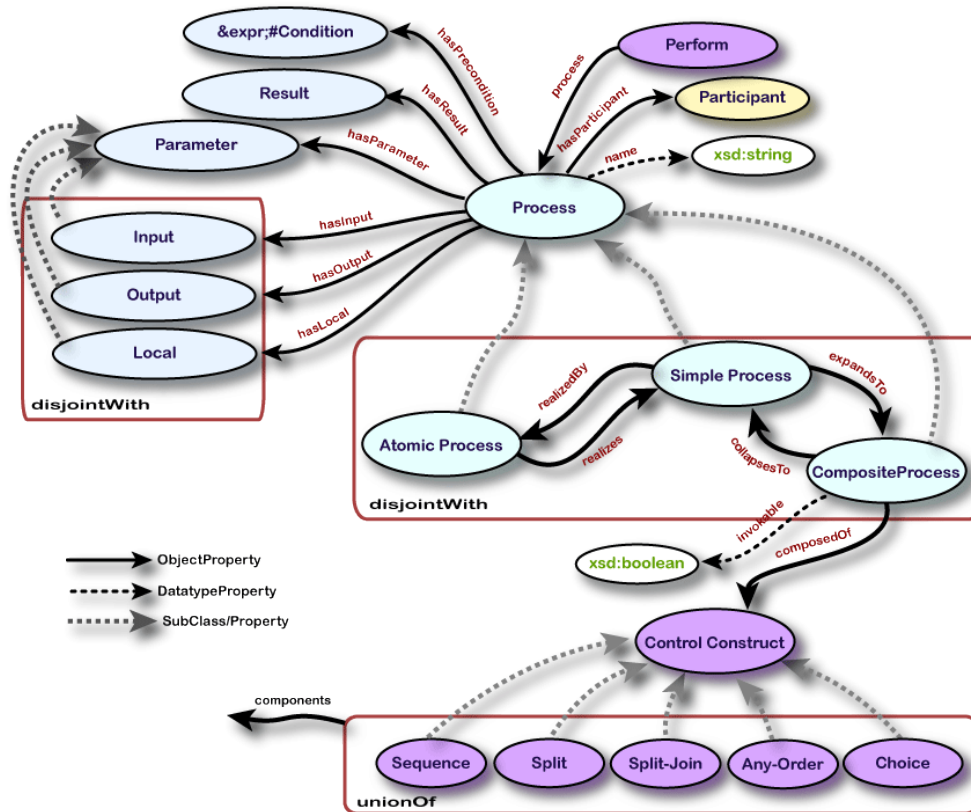 &expr;#Condition
Perform
hasPrecondition
process
Result
hasResult
hasParticipant
Participant
Parameter
hasParameter
name
xsd:string
Process
Input
hasInput
Output
hasOutput
Local
hasLocal
disjointWith
realizedBy
Simple Process
expandsTo
Atomic Process
realizes
collapsesTo
CompositeProcess
disjointWith
invokable
composedOf
xsd:boolean
ObjectProperty
DatatypeProperty
SubClass/Property
Control Construct
components
Sequence
Split
Split-Join
Any-Order
Choice
unionOf